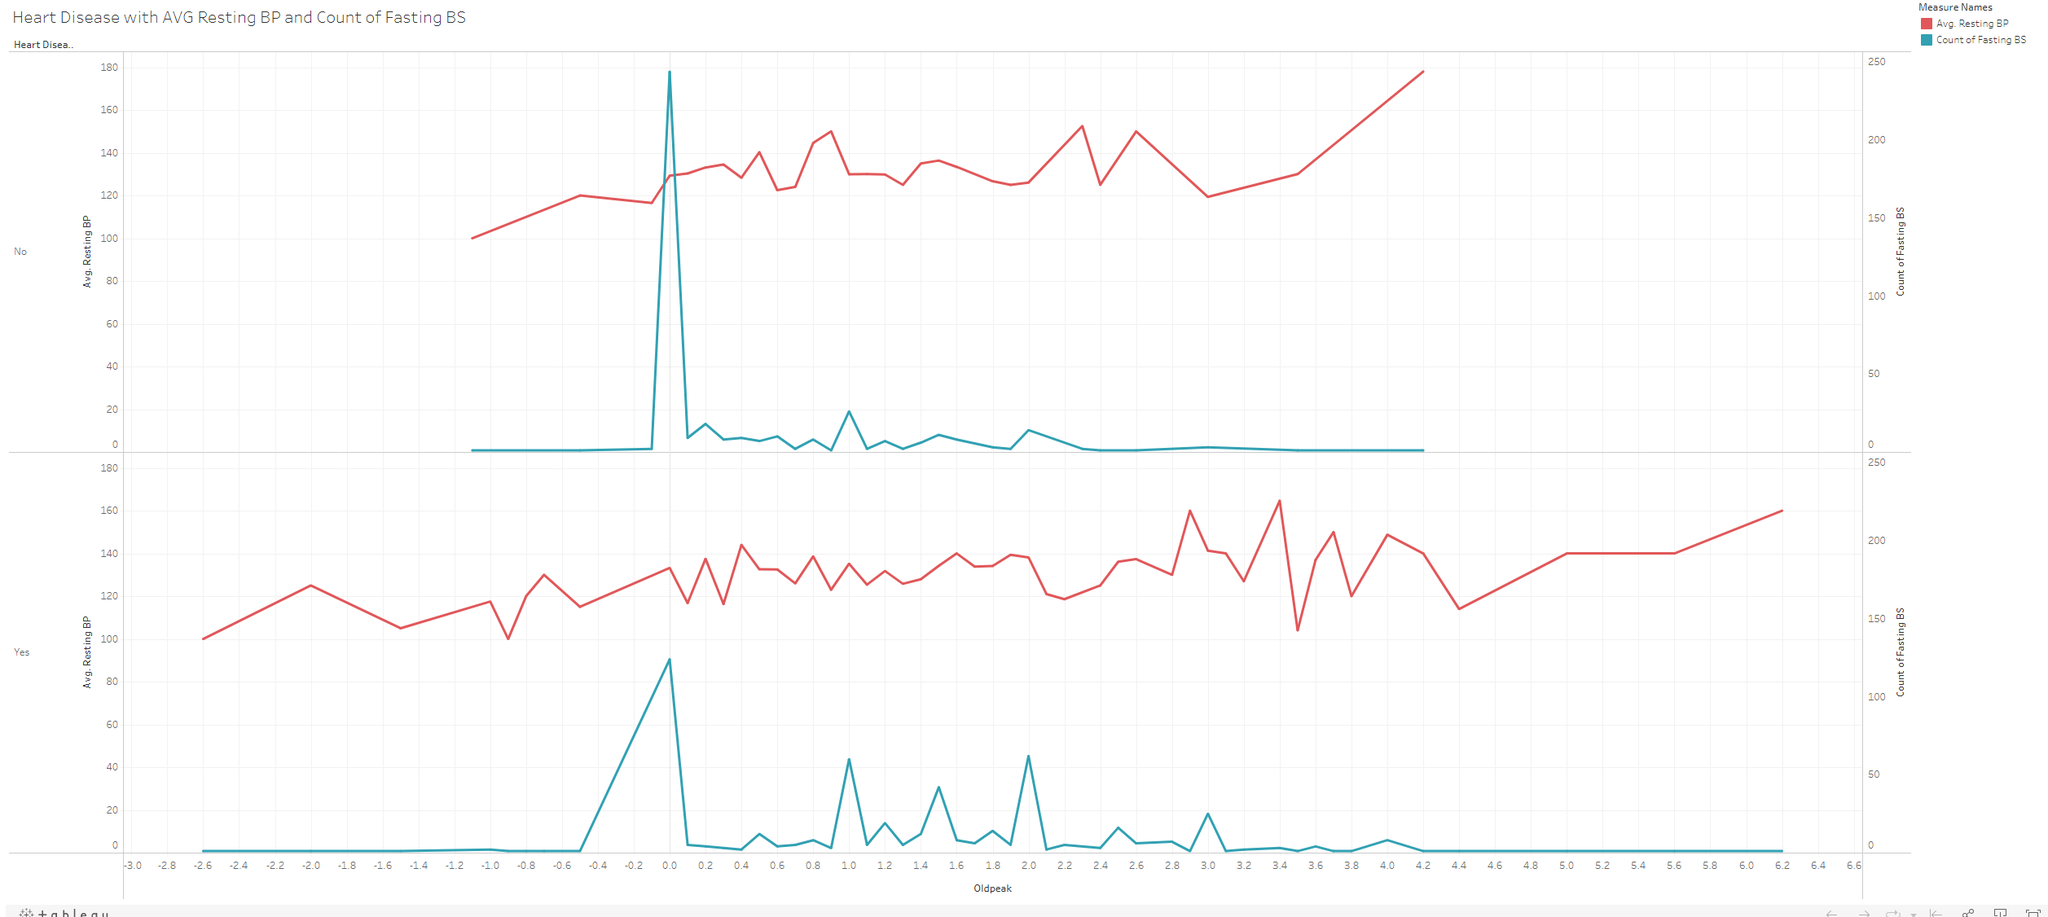 Heart Disease with AVG Resting BP and Count of Fasting BS
Measure Names
Avg. Resting BP
Count of Fasting BS
Heart Disea..
180
160
140
120
100
80
60
40
20
0
Avg. Resting BP
No
250
200
150
100
50
0
Count of Fasting BS
180
160
140
120
100
80
60
40
20
0
Avg. Resting BP
Yes
250
200
150
100
50
0
Count of Fasting BS
-3.0 -2.8 -2.6 -2.4 -2.2 -2.0 -1.8 -1.6 -1.4 -1.2 -1.0 -0.8 -0.6 -0.4 -0.2 0.0 0.2 0.4 0.6 0.8 1.0 1.2 1.4 1.6 1.8 2.0 2.2 2.4 2.6 2.8 3.0 3.2 3.4 3.6 3.8 4.0 4.2 4.4 4.6 4.8 5.0 5.2 5.4 5.6 5.8 6.0 6.2 6.4 6.6
Oldpeak
+ableau